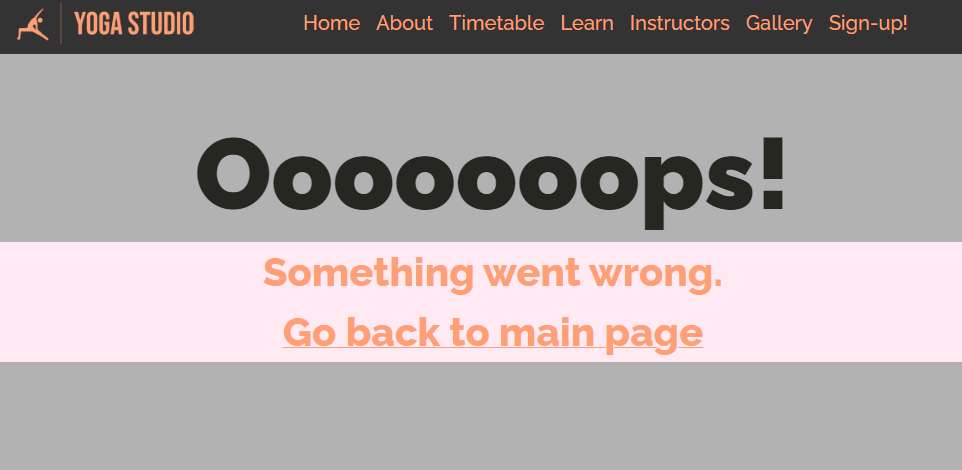 YOGA STUDIO
Home About Timetable Learn Instructors Gallery Sign-up!
Ooooooops!
Something went wrong.
Go back to main page